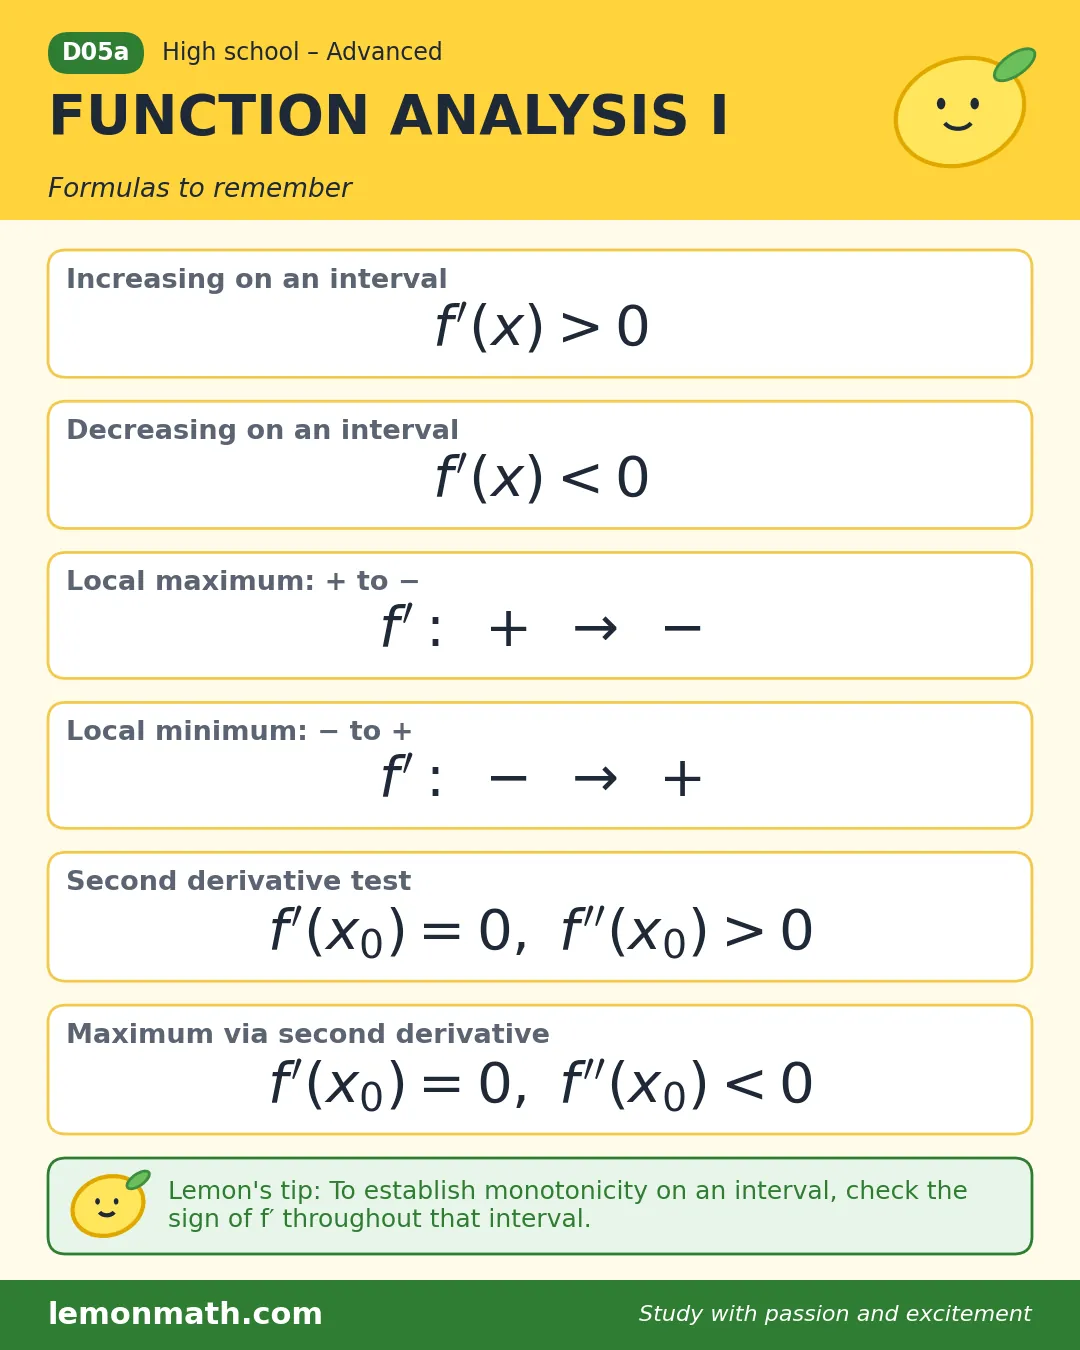 D05a High school – Advanced
FUNCTION ANALYSIS I
Formulas to remember
Increasing on an interval
f′(x) > 0
Decreasing on an interval
f′(x) < 0
Local maximum: + to −
f′ : + → −
Local minimum: − to +
f′ : − → +
Second derivative test
f′(x₀) = 0, f″(x₀) > 0
Maximum via second derivative
f′(x₀) = 0, f″(x₀) < 0
Lemon's tip: To establish monotonicity on an interval, check the
sign of f′ throughout that interval.
lemonmath.com
Study with passion and excitement